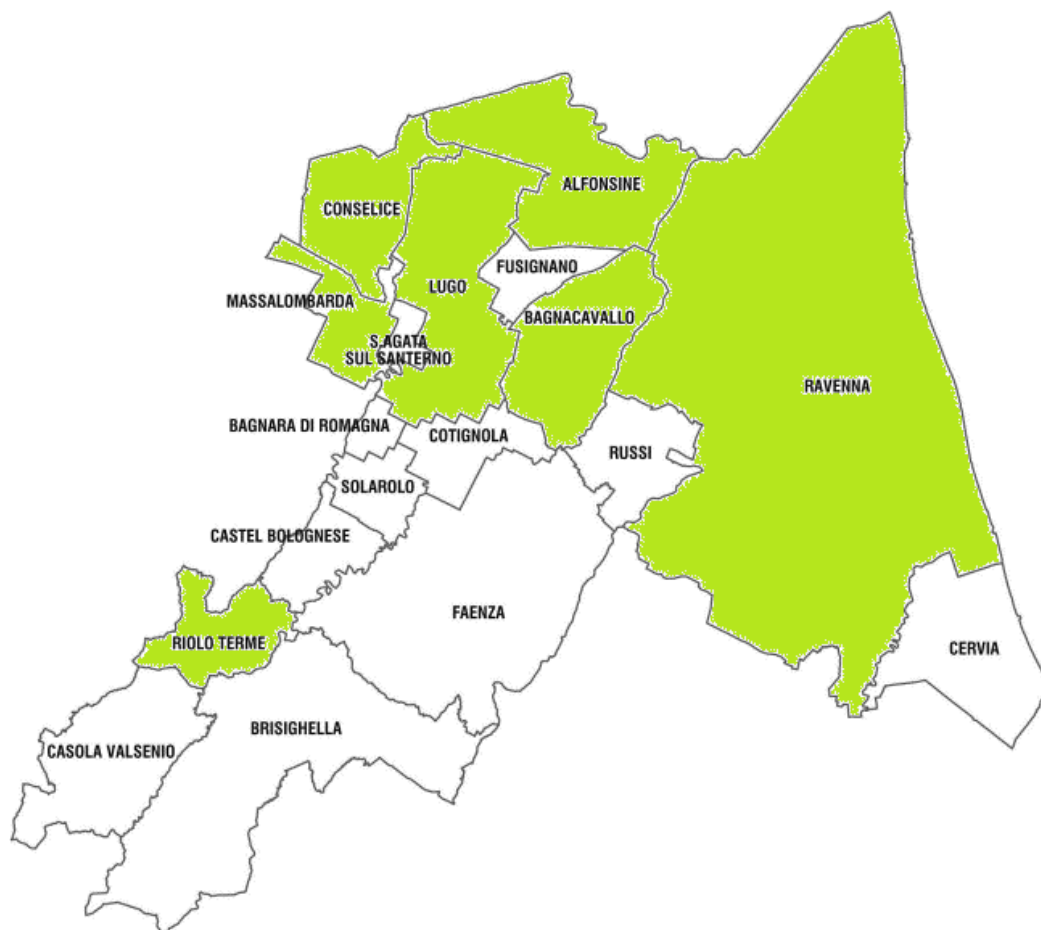 ALFONSINE
CONSELICE
FUSIGNANO
LUGO
MASSALOMBARDA
BAGNACAVALLO
S.AGATA
SUL SANTERNO
RAVENNA
BAGNARA DI ROMAGNA
COTIGNOLA
RUSSI
SOLAROLO
CASTEL BOLOGNESE
FAENZA
RIOLO TERME
CERVIA
BRISIGHELLA
CASOLA VALSENIO